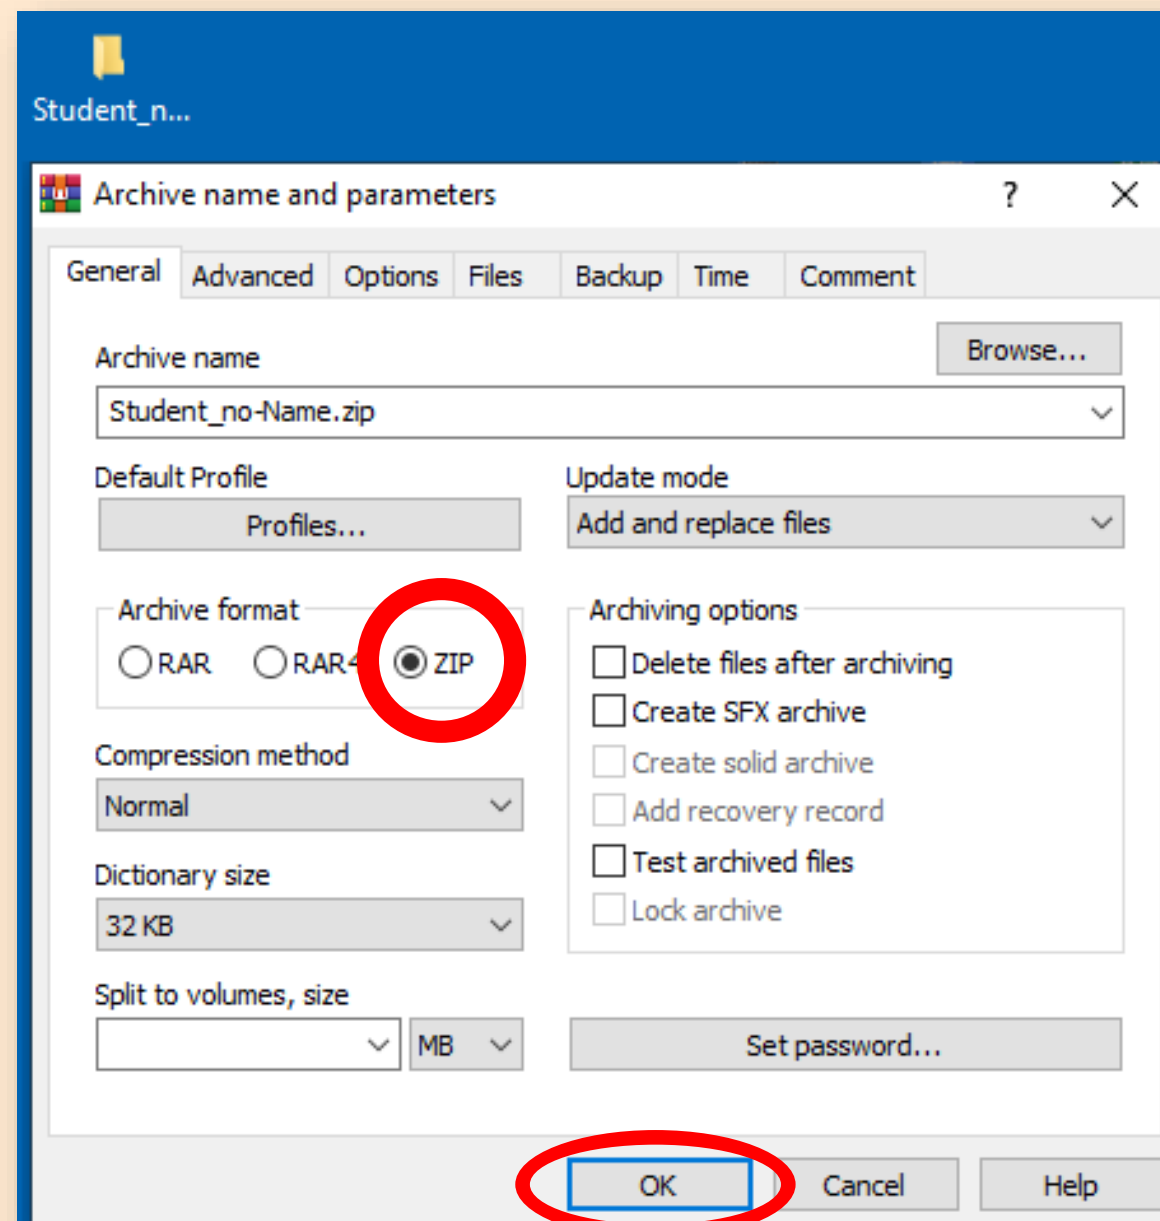 Student_n...
Archive name and parameters ?
General Advanced Options Files Backup Time Comment
Archive name
Browse...
Student_no-Name.zip
Default Profile
Profiles...
Update mode
Add and replace files
Archive format
RAR RAR4 ZIP
Compression method
Normal
Dictionary size
32 KB
Split to volumes, size
MB
Archiving options
Delete files after archiving
Create SFX archive
Create solid archive
Add recovery record
Test archived files
Lock archive
Set password...
OK Cancel Help